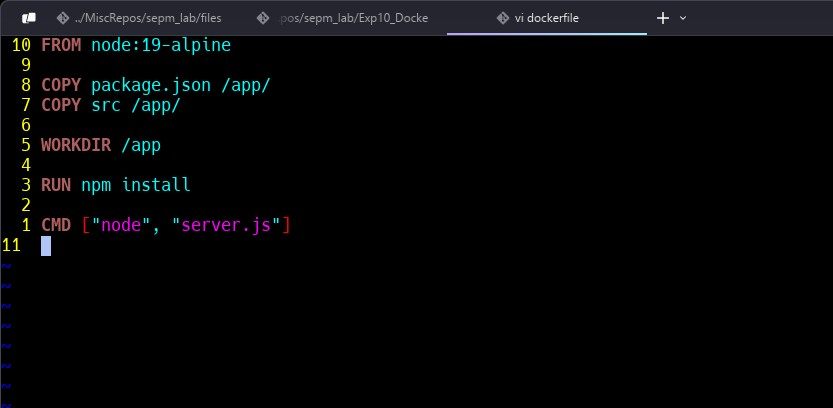 ../MiscRepos/sepm_lab/files
pos/sepm_lab/Exp10_Docke
vi dockerfile
10 FROM node:19-alpine
9
8 COPY package.json /app/
7 COPY src /app/
6
5 WORKDIR /app
4
3 RUN npm install
2
1 CMD ["node", "server.js"]
11
~
~
~
~
~
~
~
~